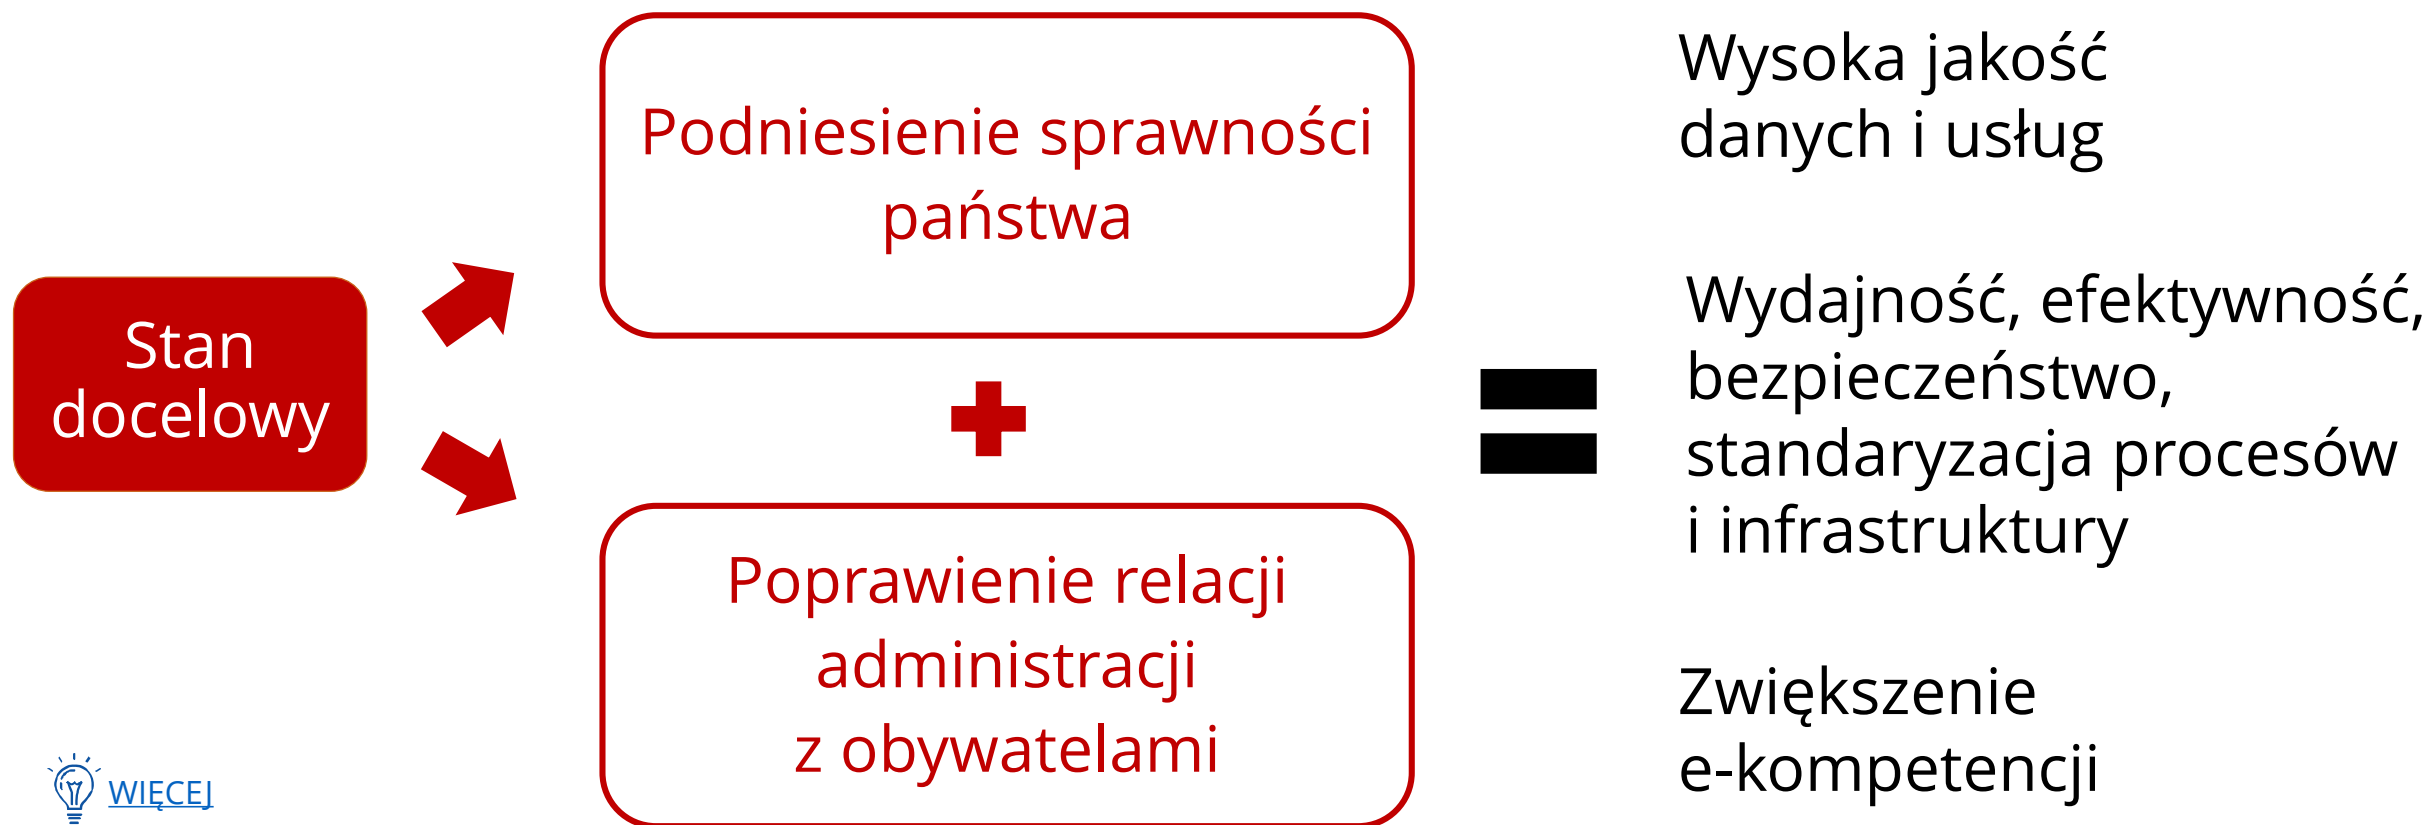 Stan
docelowy
Podniesienie sprawności
państwa
Poprawienie relacji
administracji
z obywatelami
Wysoka jakość
danych i usług
Wydajność, efektywność,
bezpieczeństwo,
standaryzacja procesów
i infrastruktury
Zwiększenie
e-kompetencji
WIĘCEJ